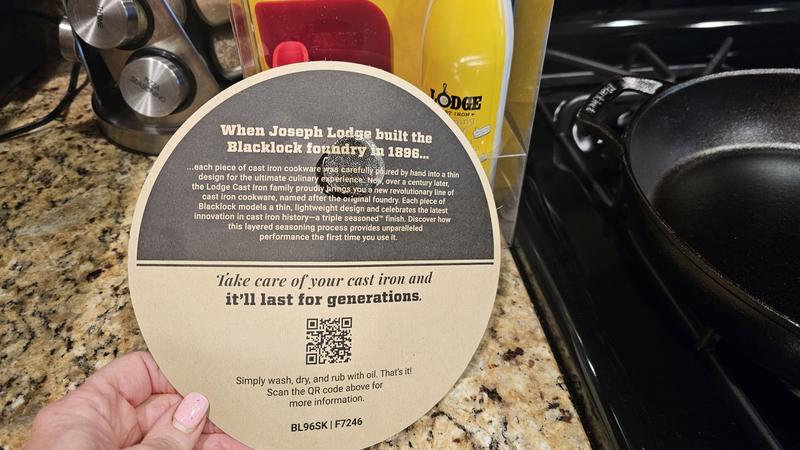 LODGE
When Joseph Lodge built the
Blacklock foundry in 1896...
...each piece of cast iron cookware was carefully poured by hand into a thin
design for the ultimate culinary experience. Now, over a century later,
the Lodge Cast Iron family proudly brings you a new revolutionary line of
cast iron cookware, named after the original foundry. Each piece of
Blacklock models a thin, lightweight design and celebrates the latest
innovation in cast iron history—a triple seasoned™ finish. Discover how
this layered seasoning process provides unparalleled
performance the first time you use it.
Take care of your cast iron and
it'll last for generations.
Simply wash, dry, and rub with oil. That's it!
Scan the QR code above for
more information.
BL96SK | F7246